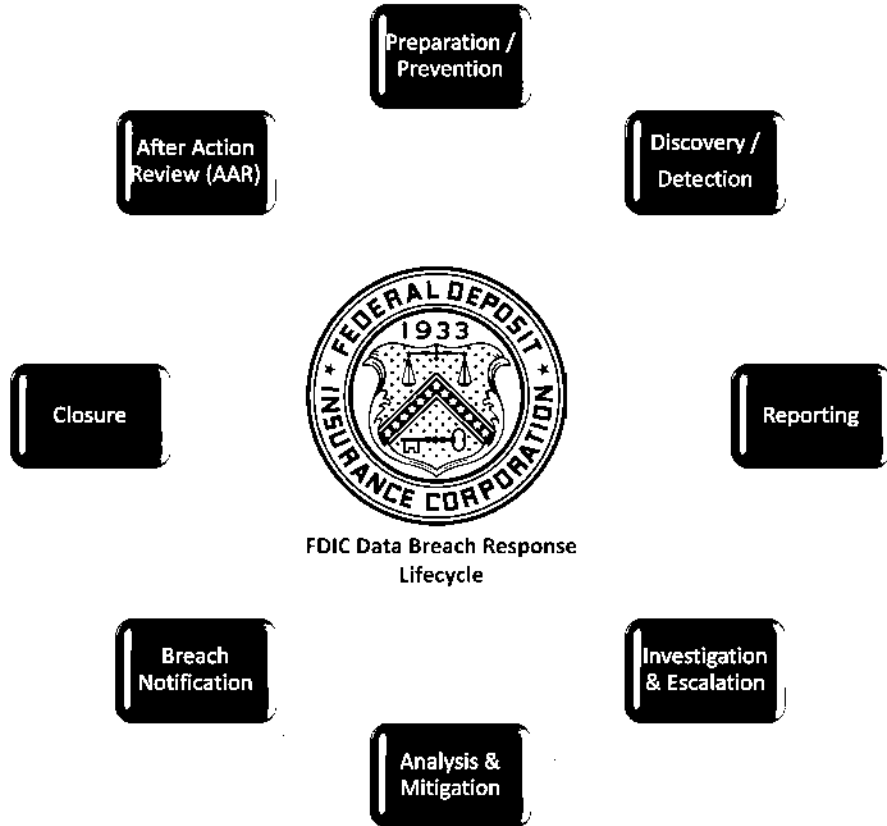 Preparation /
Prevention
Discovery /
Detection
Reporting
Investigation
& Escalation
Analysis &
Mitigation
Breach
Notification
Closure
After Action
Review (AAR)
FEDERAL DEPOSIT
INSURANCE CORPORATION
1933
FDIC Data Breach Response
Lifecycle